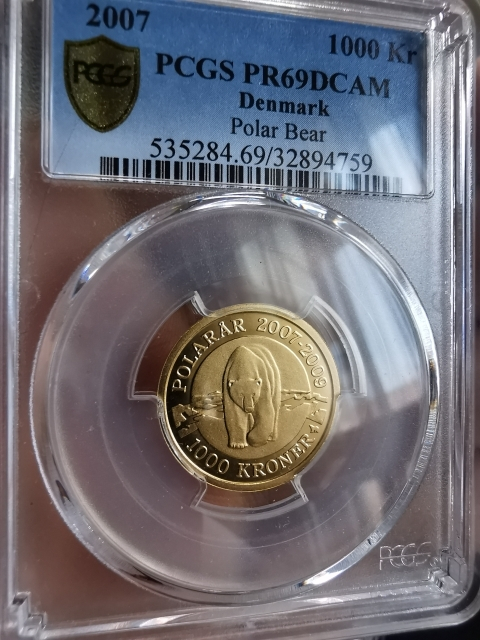 2007
1000 Kr
PCGS
PCGS PR69DCAM
Denmark
Polar Bear
535284.69/32894759
POLARÅR 2007-2009
1000 KRONER
PCGS